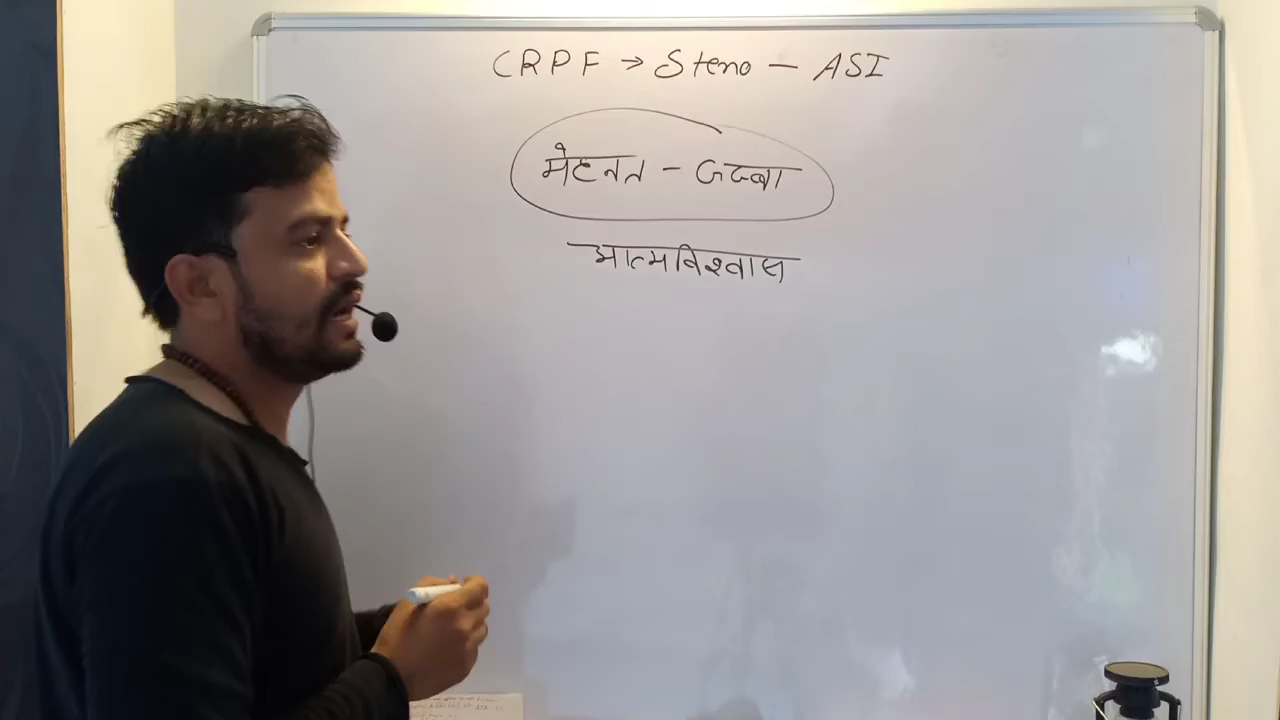 CRPF → Steno - ASI
मेहनत - जज्बा
आत्मविश्वास